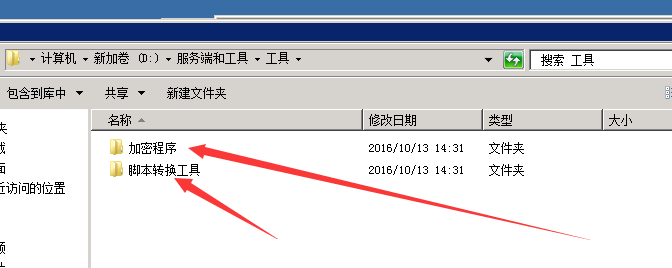 计算机 新加卷 (D:) 服务端和工具 工具 搜索 工具
包含到库中 共享 新建文件夹
名称 修改日期 类型 大小
加密程序 2016/10/13 14:31 文件夹
脚本转换工具 2016/10/13 14:31 文件夹
夹
面
近访问的位置